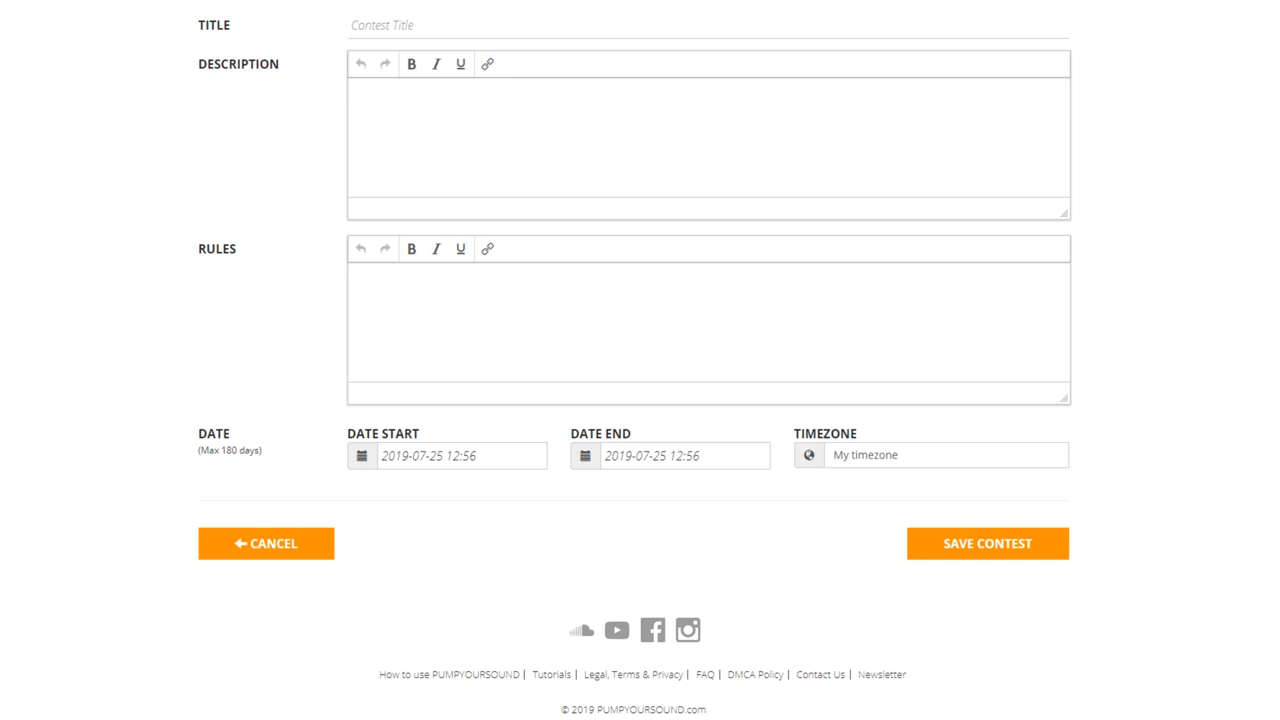 TITLE Contest Title
DESCRIPTION B I U
RULES B I U
DATE DATE START DATE END TIMEZONE
(Max 180 days) 2019-07-25 12:56 2019-07-25 12:56 My timezone
CANCEL SAVE CONTEST
How to use PUMPYOURSOUND | Tutorials | Legal, Terms & Privacy | FAQ | DMCA Policy | Contact Us | Newsletter
© 2019 PUMPYOURSOUND.com